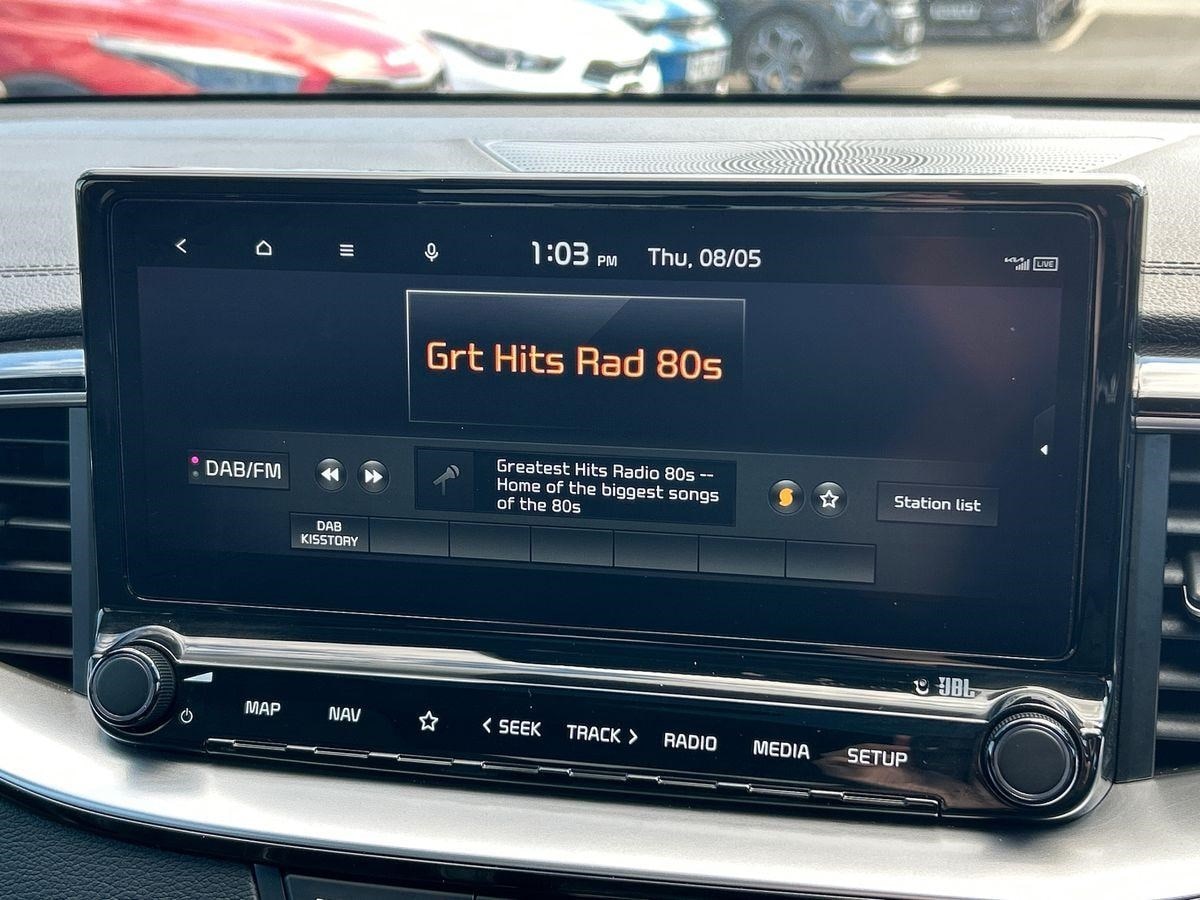 1:03 PM Thu, 08/05
LIVE
Grt Hits Rad 80s
DAB/FM
Greatest Hits Radio 80s --
Home of the biggest songs
of the 80s
Station list
DAB
KISSTORY
JBL
MAP NAV SEEK TRACK RADIO MEDIA SETUP